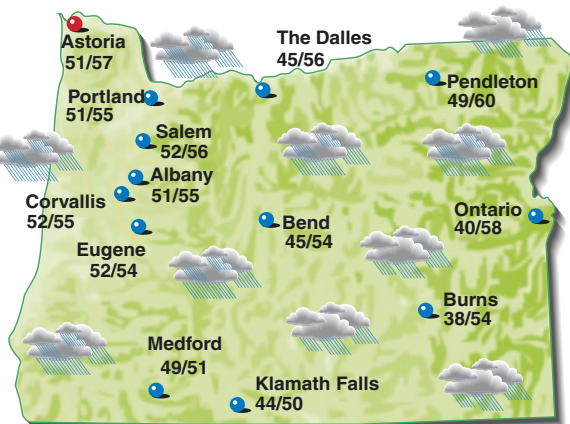 Astoria
51/57
The Dalles
45/56
Pendleton
49/60
Portland
51/55
Salem
52/56
Albany
51/55
Corvallis
52/55
Eugene
52/54
Bend
45/54
Ontario
40/58
Burns
38/54
Medford
49/51
Klamath Falls
44/50